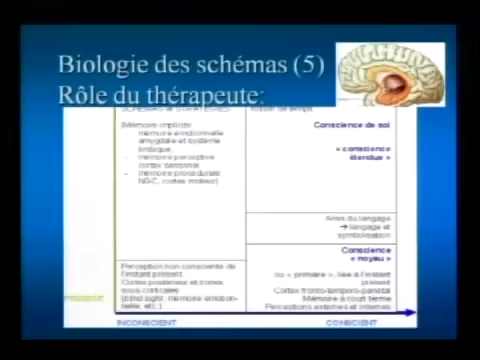 Biologie des schémas (5)
Rôle du thérapeute:
(Mémoire implicite
mémoire émotionnelle
amygdale et système
limbique
- mémoire perceptive
cortex sensoriels
- mémoire procédurale
NGC, cortex moteur)
Conscience de soi
« conscience
étendue »
Aires du langage
→ langage et
symbolisation
Perception non consciente de
l'instant présent
Cortex postérieur et zones
sous corticales
(blind sight, mémoire émotion-
nelle, etc.)
Conscience
« noyau »
ou « primaire », liée à l'instant
présent
Cortex fronto-temporo-pariétal
Mémoire à court terme
Perceptions externes et internes
INCONSCIENT
CONSCIENT